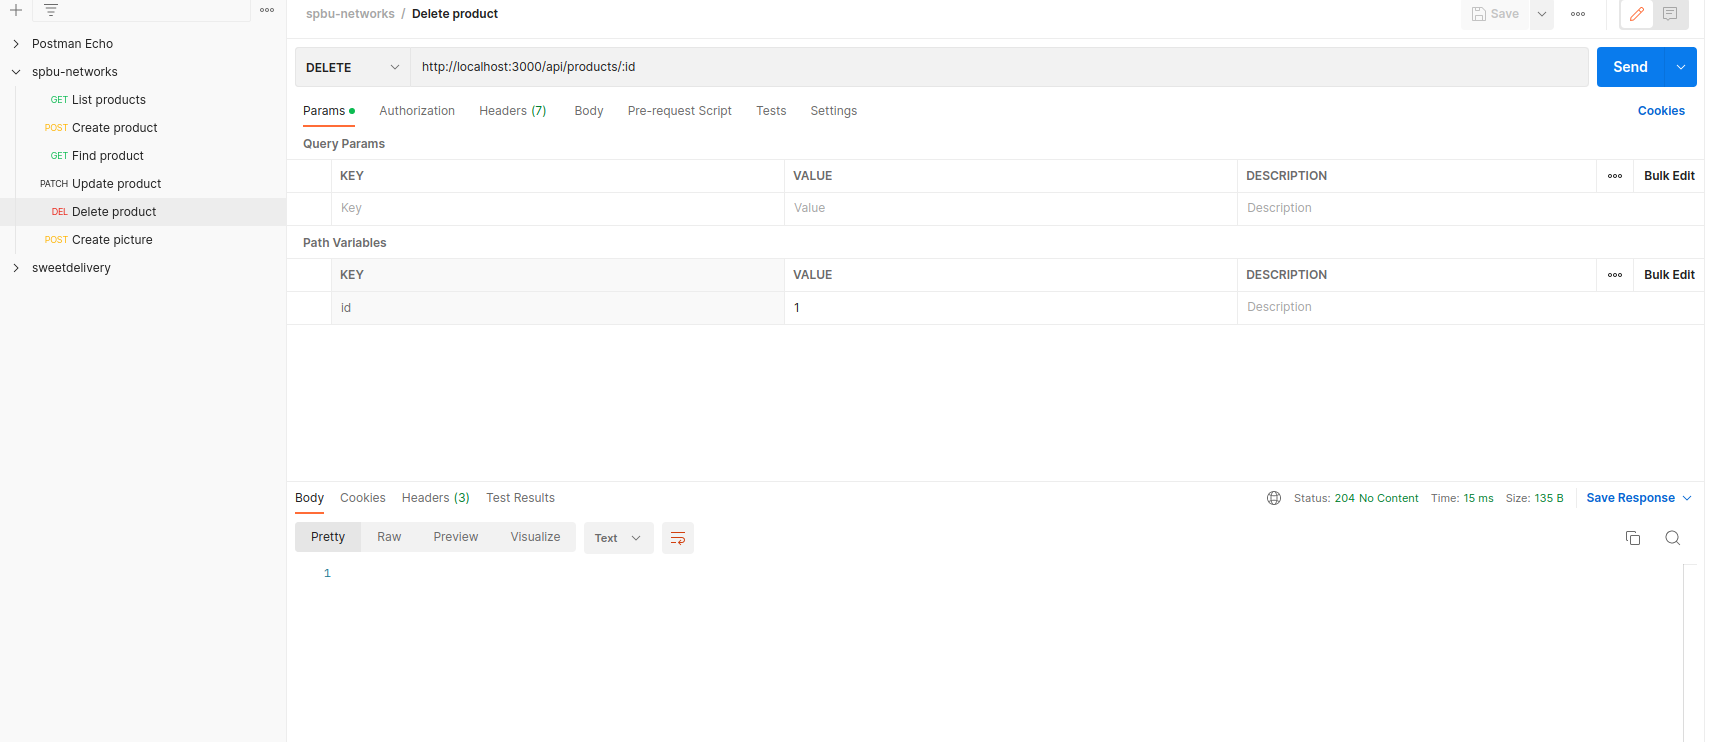 spbu-networks / Delete product
Save
Postman Echo
spbu-networks
GET List products
POST Create product
GET Find product
PATCH Update product
DEL Delete product
POST Create picture
sweetdelivery
DELETE
http://localhost:3000/api/products/:id
Send
Params
Authorization
Headers (7)
Body
Pre-request Script
Tests
Settings
Cookies
Query Params
KEY VALUE DESCRIPTION Bulk Edit
Key Value Description
Path Variables
KEY VALUE DESCRIPTION Bulk Edit
id 1 Description
Body Cookies Headers (3) Test Results
Status: 204 No Content Time: 15 ms Size: 135 B Save Response
Pretty Raw Preview Visualize Text
1